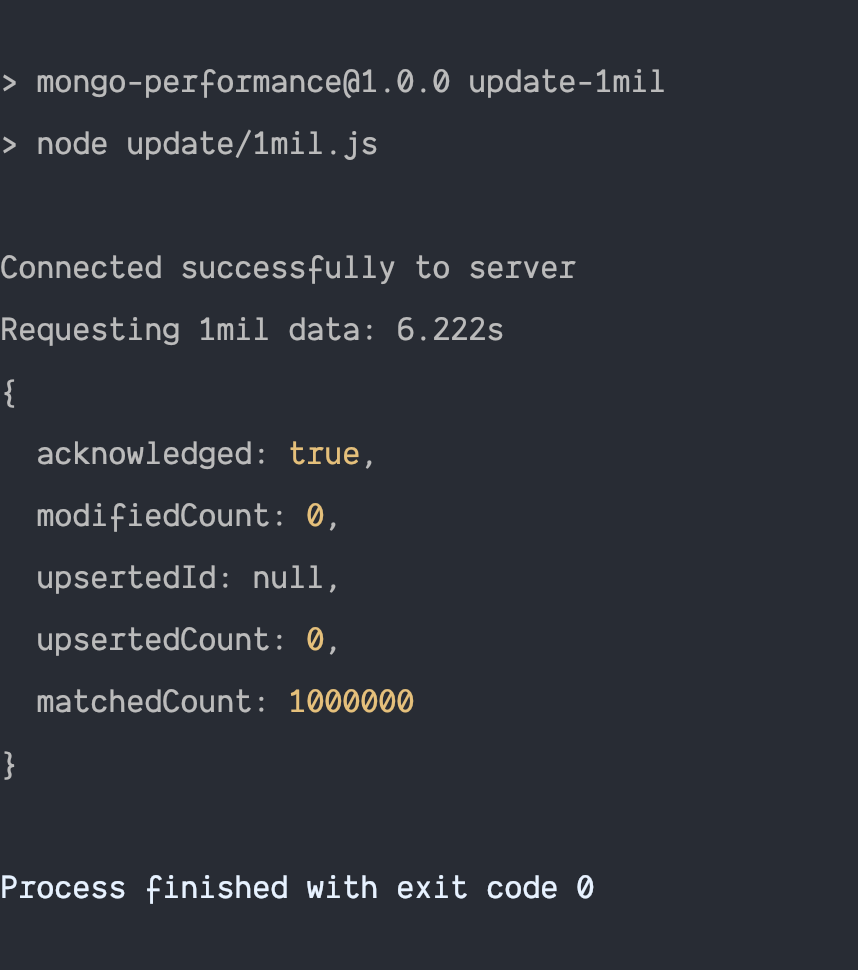 > mongo-performance@1.0.0 update-1mil
> node update/1mil.js
Connected successfully to server
Requesting 1mil data: 6.222s
{
  acknowledged: true,
  modifiedCount: 0,
  upsertedId: null,
  upsertedCount: 0,
  matchedCount: 1000000
}
Process finished with exit code 0